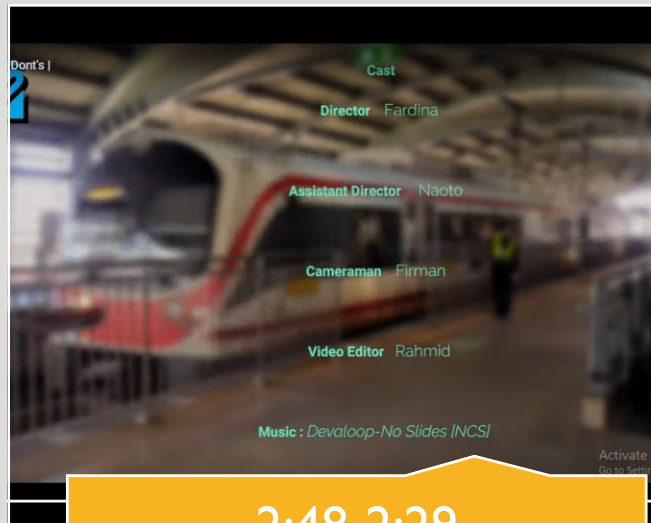 Dont's |
Cast
Director Fardina
Assistant Director Naoto
Cameraman Firman
Video Editor Rahmid
Music : Devaloop-No Slides [NCS]
Activate
Go to Settin
2:48-2:29